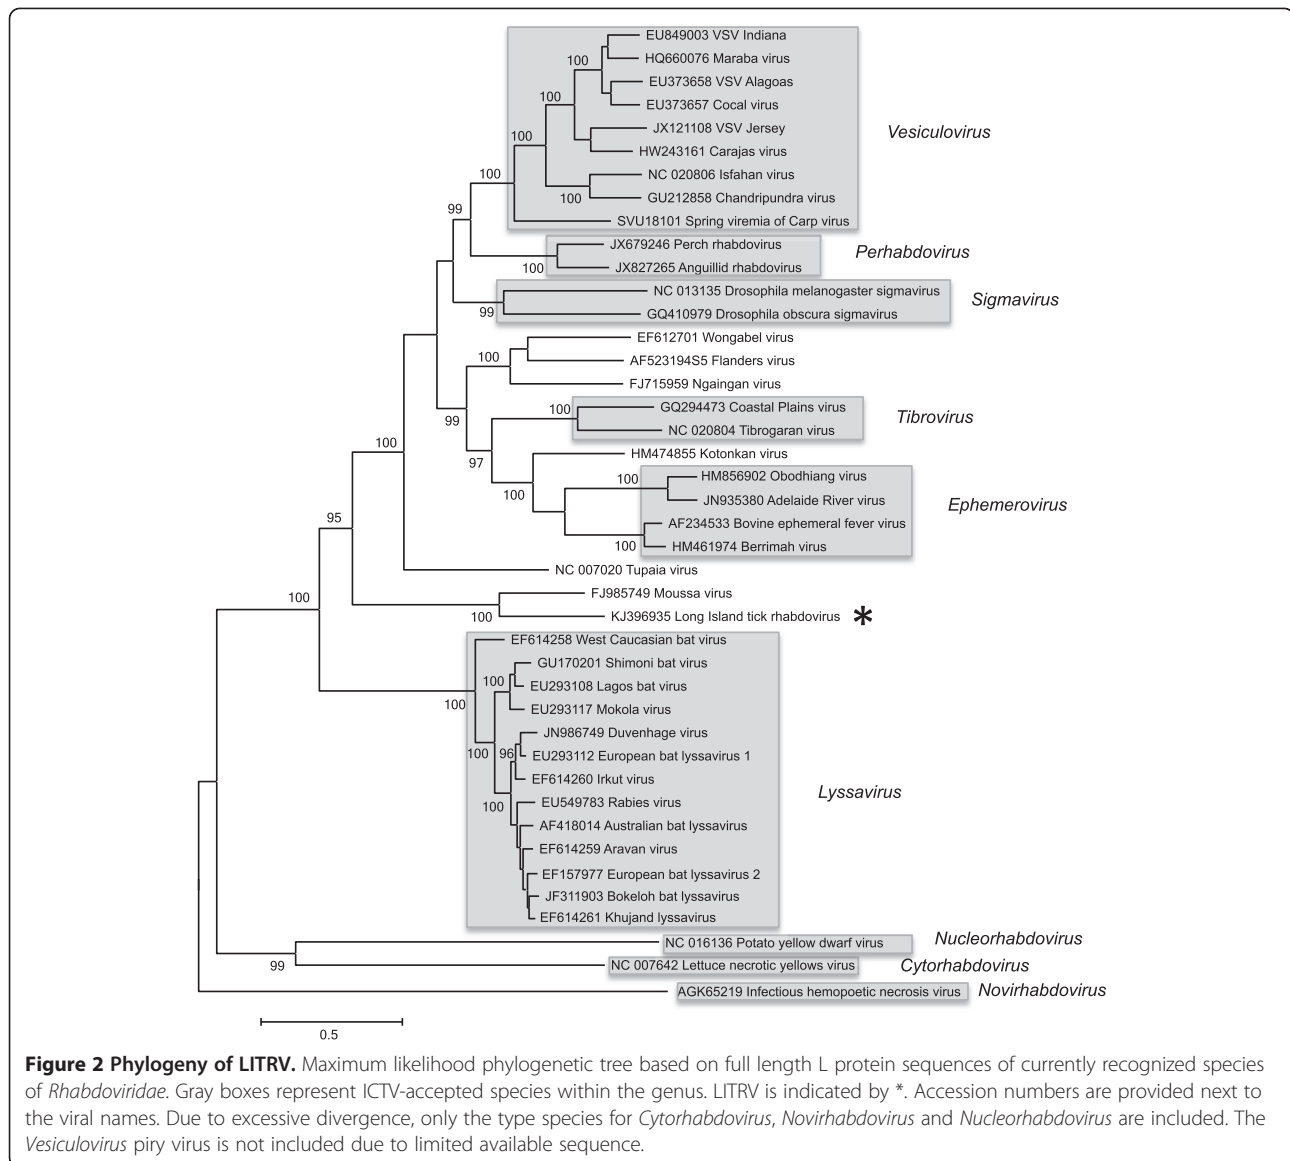 EU849003 VSV Indiana
HQ660076 Maraba virus
100
EU373658 VSV Alagoas
100
EU373657 Cocal virus
JX121108 VSV Jersey
Vesiculovirus
100
HW243161 Carajas virus
100
NC 020806 Isfahan virus
100
GU212858 Chandripundra virus
99
SVU18101 Spring viremia of Carp virus
JX679246 Perch rhabdovirus
Perhabdovirus
100
JX827265 Anguillid rhabdovirus
NC 013135 Drosophila melanogaster sigmavirus
Sigmavirus
99
GQ410979 Drosophila obscura sigmavirus
EF612701 Wongabel virus
100
AF523194S5 Flanders virus
FJ715959 Ngaingan virus
100
GQ294473 Coastal Plains virus
Tibrovirus
99
NC 020804 Tibrogaran virus
100
HM474855 Kotonkan virus
97
100
HM856902 Obodhiang virus
100
JN935380 Adelaide River virus
Ephemerovirus
95
AF234533 Bovine ephemeral fever virus
100
HM461974 Berrimah virus
NC 007020 Tupaia virus
100
FJ985749 Moussa virus
100
KJ396935 Long Island tick rhabdovirus *
EF614258 West Caucasian bat virus
GU170201 Shimoni bat virus
100
EU293108 Lagos bat virus
100
EU293117 Mokola virus
JN986749 Duvenhage virus
100
96
EU293112 European bat lyssavirus 1
EF614260 Irkut virus
Lyssavirus
100
EU549783 Rabies virus
AF418014 Australian bat lyssavirus
EF614259 Aravan virus
EF157977 European bat lyssavirus 2
JF311903 Bokeloh bat lyssavirus
EF614261 Khujand lyssavirus
NC 016136 Potato yellow dwarf virus
Nucleorhabdovirus
99
NC 007642 Lettuce necrotic yellows virus
Cytorhabdovirus
AGK65219 Infectious hemopoetic necrosis virus
Novirhabdovirus
0.5
Figure 2 Phylogeny of LITRV. Maximum likelihood phylogenetic tree based on full length L protein sequences of currently recognized species
of Rhabdoviridae. Gray boxes represent ICTV-accepted species within the genus. LITRV is indicated by *. Accession numbers are provided next to
the viral names. Due to excessive divergence, only the type species for Cytorhabdovirus, Novirhabdovirus and Nucleorhabdovirus are included. The
Vesiculovirus piry virus is not included due to limited available sequence.